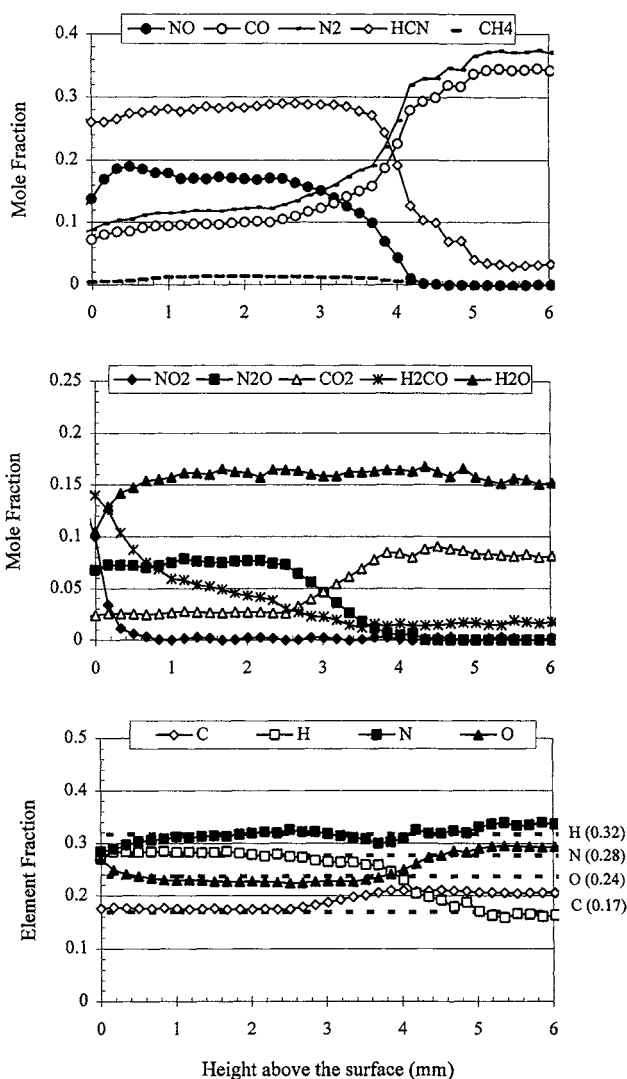 NO CO N2 HCN CH4
0.4
0.3
0.2
0.1
0
Mole Fraction
0 1 2 3 4 5 6
NO2 N2O CO2 H2CO H2O
0.25
0.2
0.15
0.1
0.05
0
Mole Fraction
0 1 2 3 4 5 6
C H N O
0.5
0.4
0.3
0.2
0.1
0
Element Fraction
H (0.32)
N (0.28)
O (0.24)
C (0.17)
0 1 2 3 4 5 6
Height above the surface (mm)